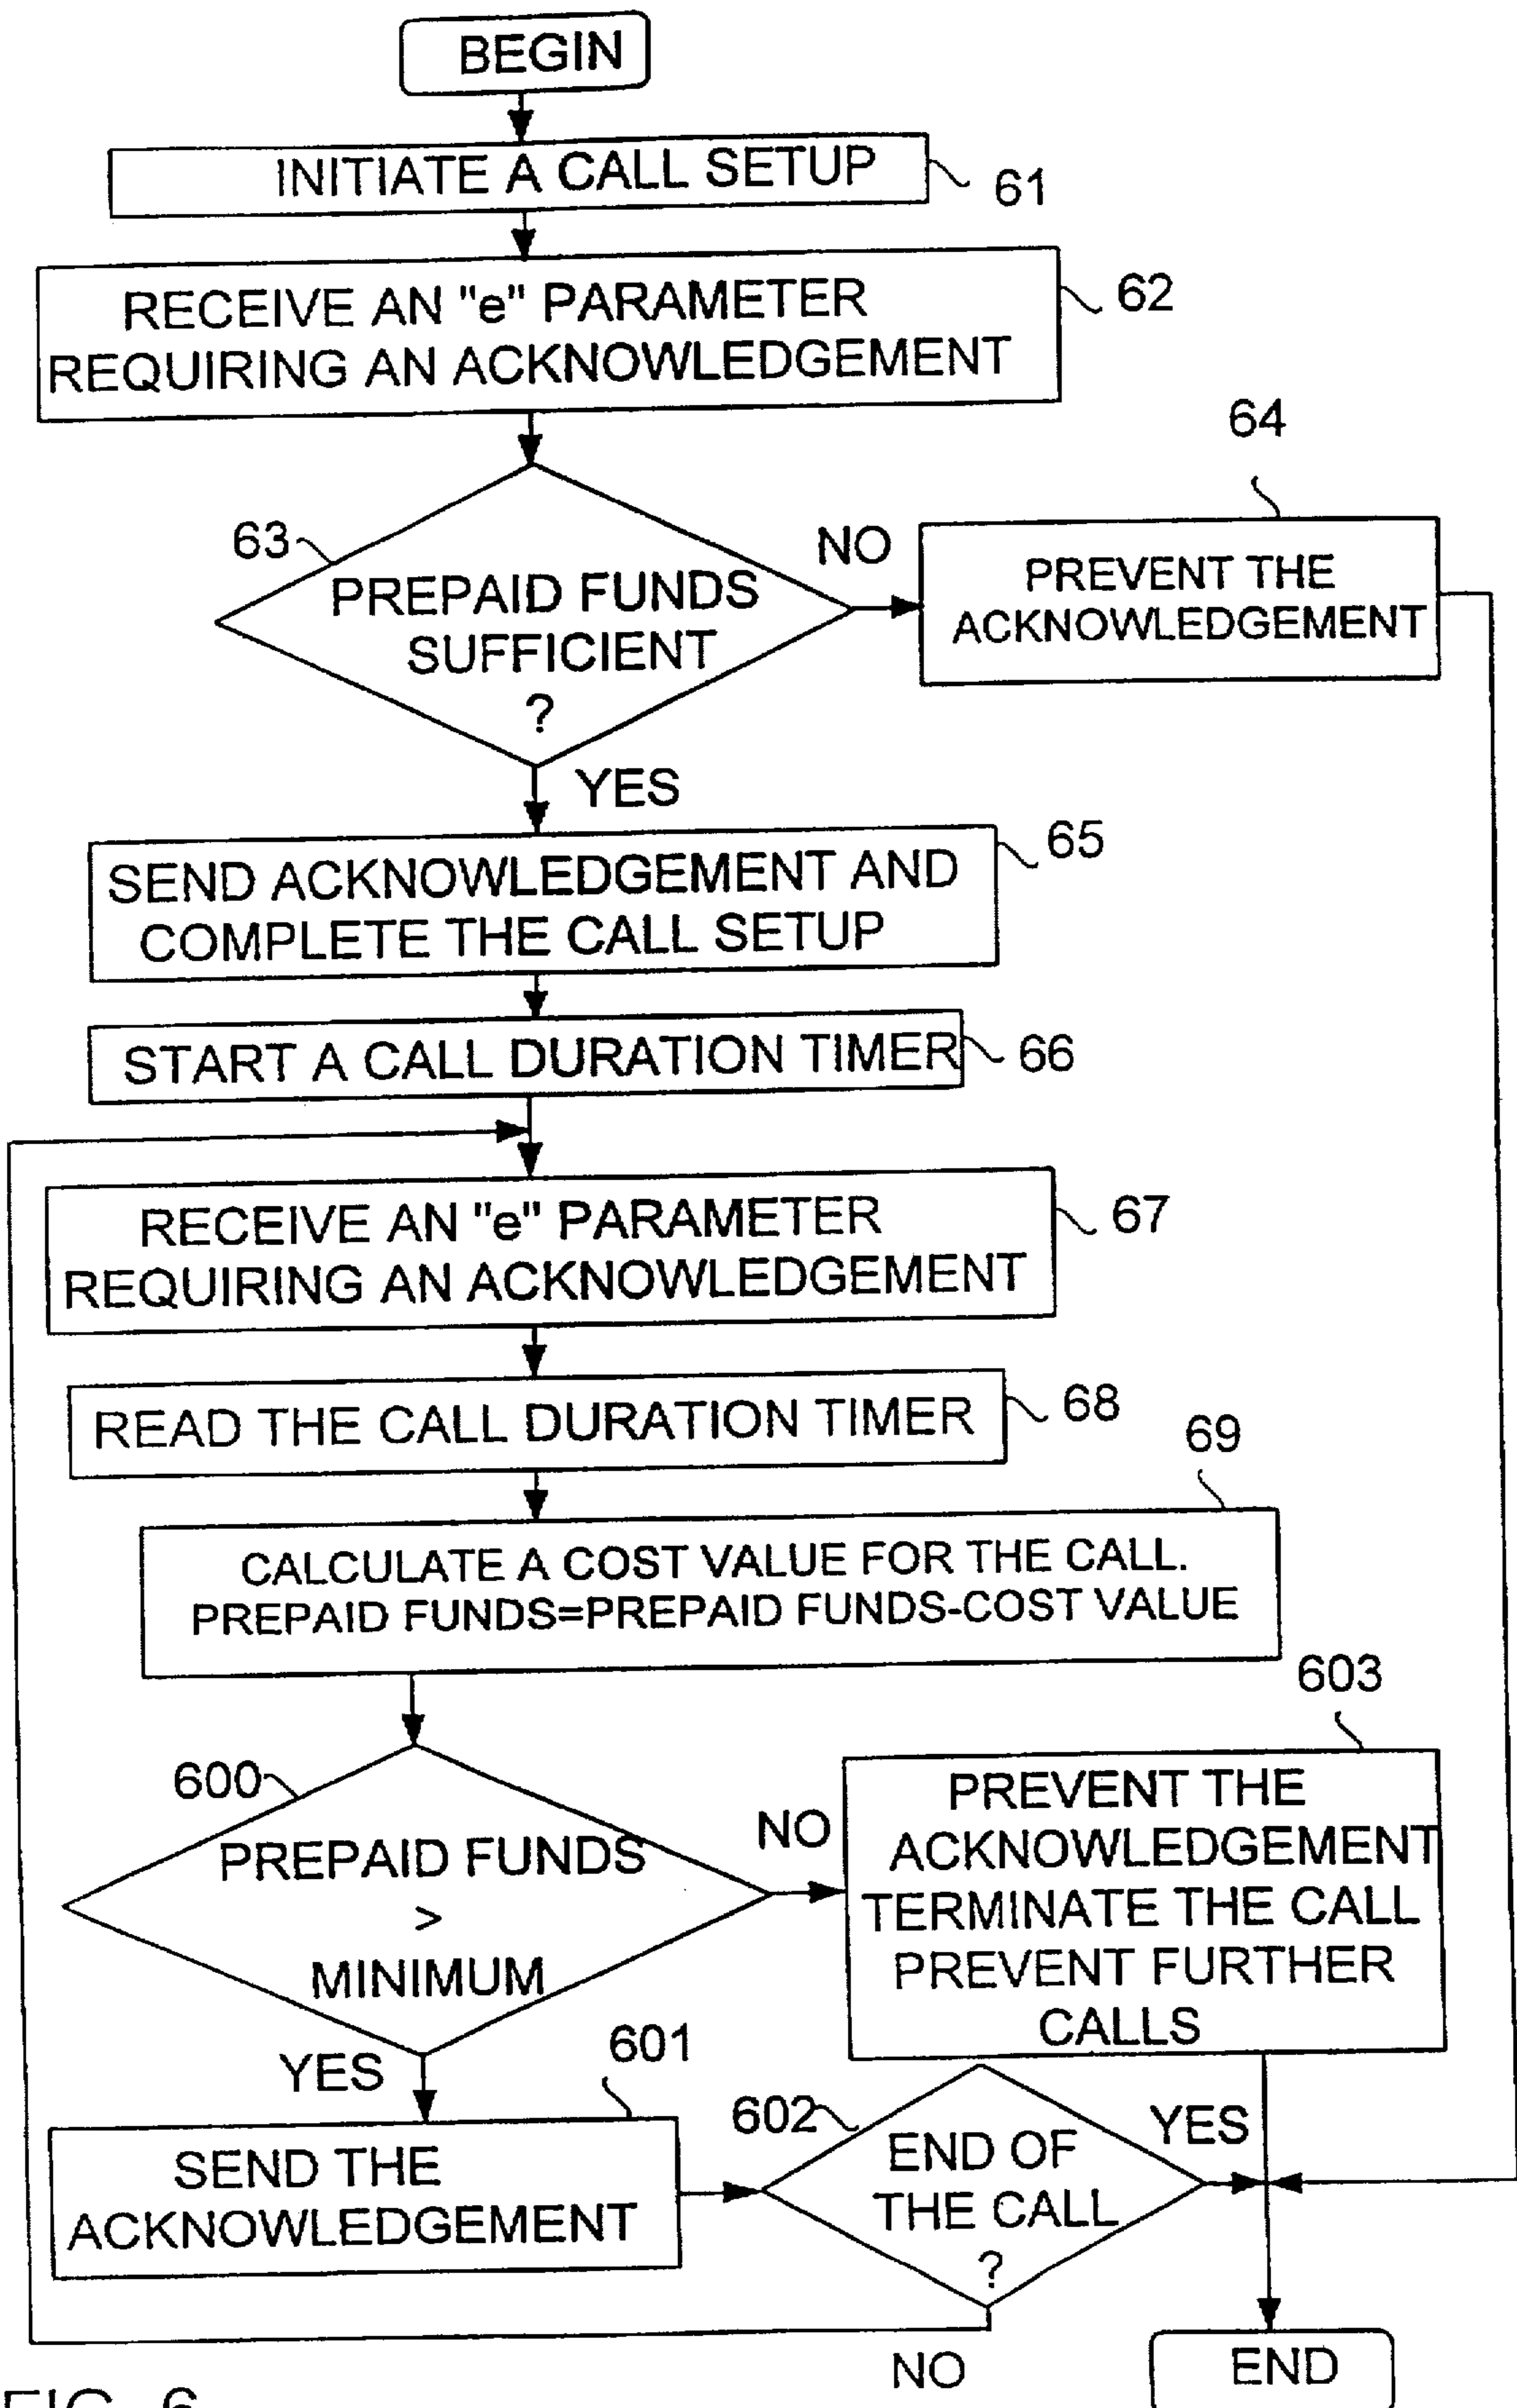 BEGIN
INITIATE A CALL SETUP
61
RECEIVE AN "e" PARAMETER
REQUIRING AN ACKNOWLEDGEMENT
62
63
PREPAID FUNDS
SUFFICIENT
?
NO
64
PREVENT THE
ACKNOWLEDGEMENT
YES
SEND ACKNOWLEDGEMENT AND
COMPLETE THE CALL SETUP
65
START A CALL DURATION TIMER
66
RECEIVE AN "e" PARAMETER
REQUIRING AN ACKNOWLEDGEMENT
67
READ THE CALL DURATION TIMER
68
69
CALCULATE A COST VALUE FOR THE CALL.
PREPAID FUNDS=PREPAID FUNDS-COST VALUE
600
PREPAID FUNDS
>
MINIMUM
NO
603
PREVENT THE
ACKNOWLEDGEMENT
TERMINATE THE CALL
PREVENT FURTHER
CALLS
YES
601
SEND THE
ACKNOWLEDGEMENT
602
END OF
THE CALL
?
YES
NO
END
FIG. 6